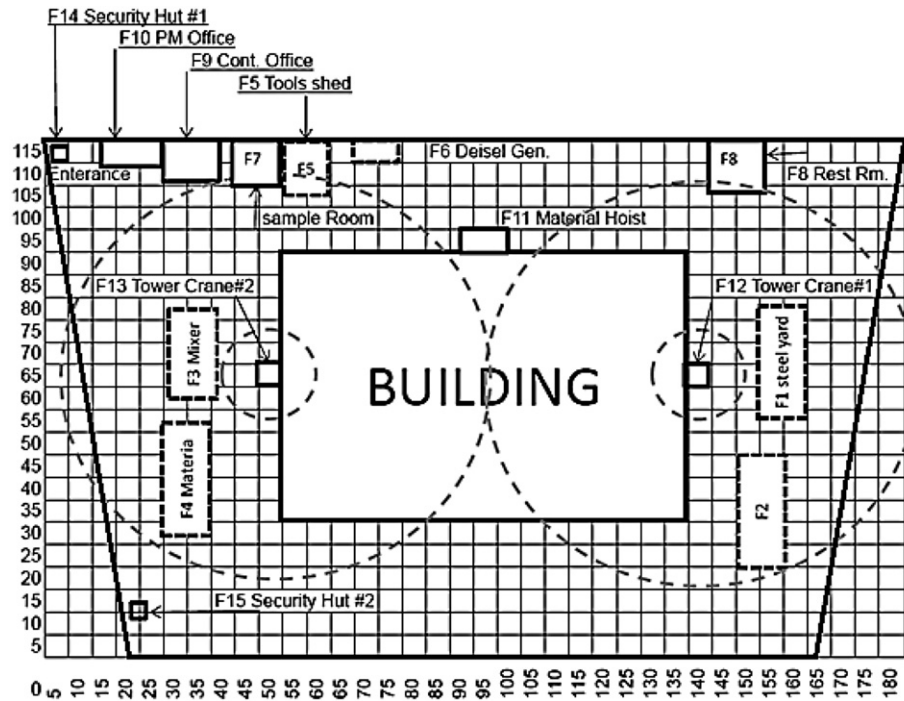 F14 Security Hut #1
F10 PM Office
F9 Cont. Office
F5 Tools shed
F7
F5
F6 Deisel Gen.
F8
F8 Rest Rm.
Enterance
sample Room
F11 Material Hoist
F13 Tower Crane#2
F12 Tower Crane#1
F3 Mixer
BUILDING
F1 steel yard
F4 Materia
F2
F15 Security Hut #2
115
110
105
100
95
90
85
80
75
70
65
60
55
50
45
40
35
30
25
20
15
10
5
0 5 10 15 20 25 30 35 40 45 50 55 60 65 70 75 80 85 90 95 100 105 110 115 120 125 130 135 140 145 150 155 160 165 170 180